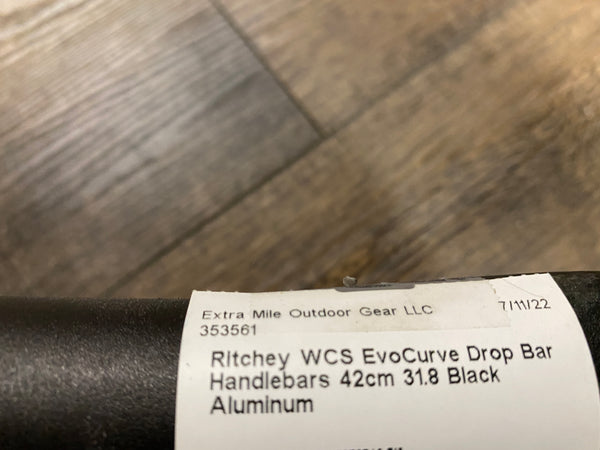 Extra Mile Outdoor Gear LLC 7/11/22
353561
Ritchey WCS EvoCurve Drop Bar
Handlebars 42cm 31.8 Black
Aluminum